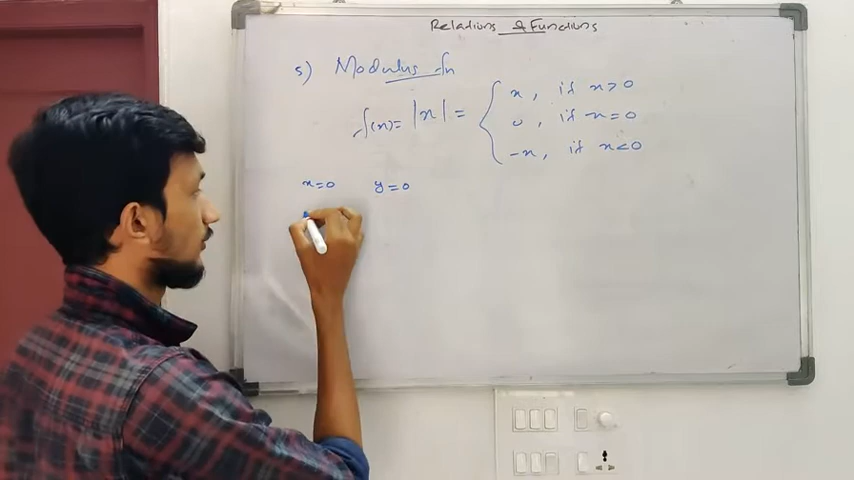 Relations & Functions
5) Modulus fn
f(x)= |x| = { x, if x>0
0, if x=0
-x, if x<0
x=0 y=0